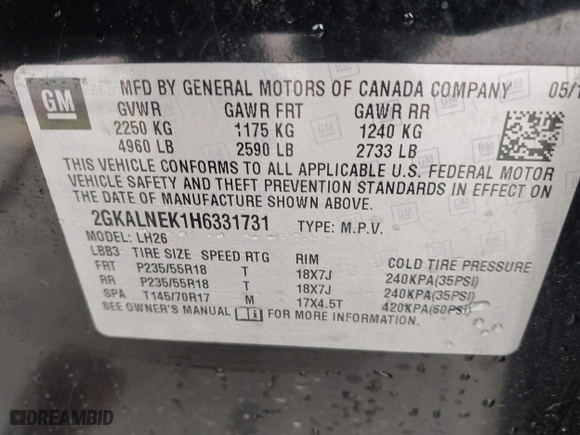 GM
MFD BY GENERAL MOTORS OF CANADA COMPANY 05/1
GVWR GAWR FRT GAWR RR
2250 KG 1175 KG 1240 KG
4960 LB 2590 LB 2733 LB
THIS VEHICLE CONFORMS TO ALL APPLICABLE U.S. FEDERAL MOTOR
VEHICLE SAFETY AND THEFT PREVENTION STANDARDS IN EFFECT ON
THE DATE OF MANUFACTURE SHOWN ABOVE.
2GKALNEK1H6331731 TYPE: M.P.V.
MODEL: LH26
LBB3 TIRE SIZE SPEED RTG RIM COLD TIRE PRESSURE
FRT P235/55R18 T 18X7J 240KPA(35PSI)
RR P235/55R18 T 18X7J 240KPA(35PSI)
SPA T145/70R17 M 17X4.5T 420KPA(60PSI)
SEE OWNER'S MANUAL FOR MORE INFORMATION.
DREAMBID